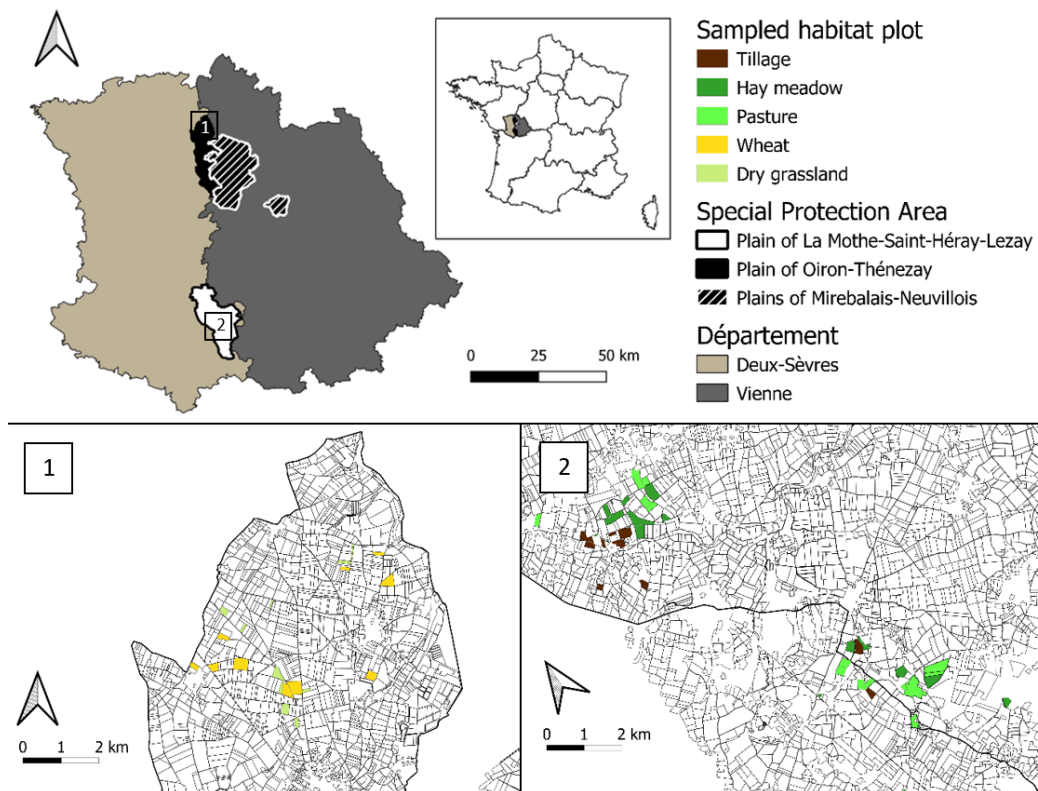 Sampled habitat plot
Tillage
Hay meadow
Pasture
Wheat
Dry grassland
Special Protection Area
Plain of La Mothe-Saint-Héray-Lezay
Plain of Oiron-Thénezay
Plains of Mirebalais-Neuvillois
Département
Deux-Sèvres
Vienne
1
2
0 25 50 km
1
0 1 2 km
2
0 1 2 km